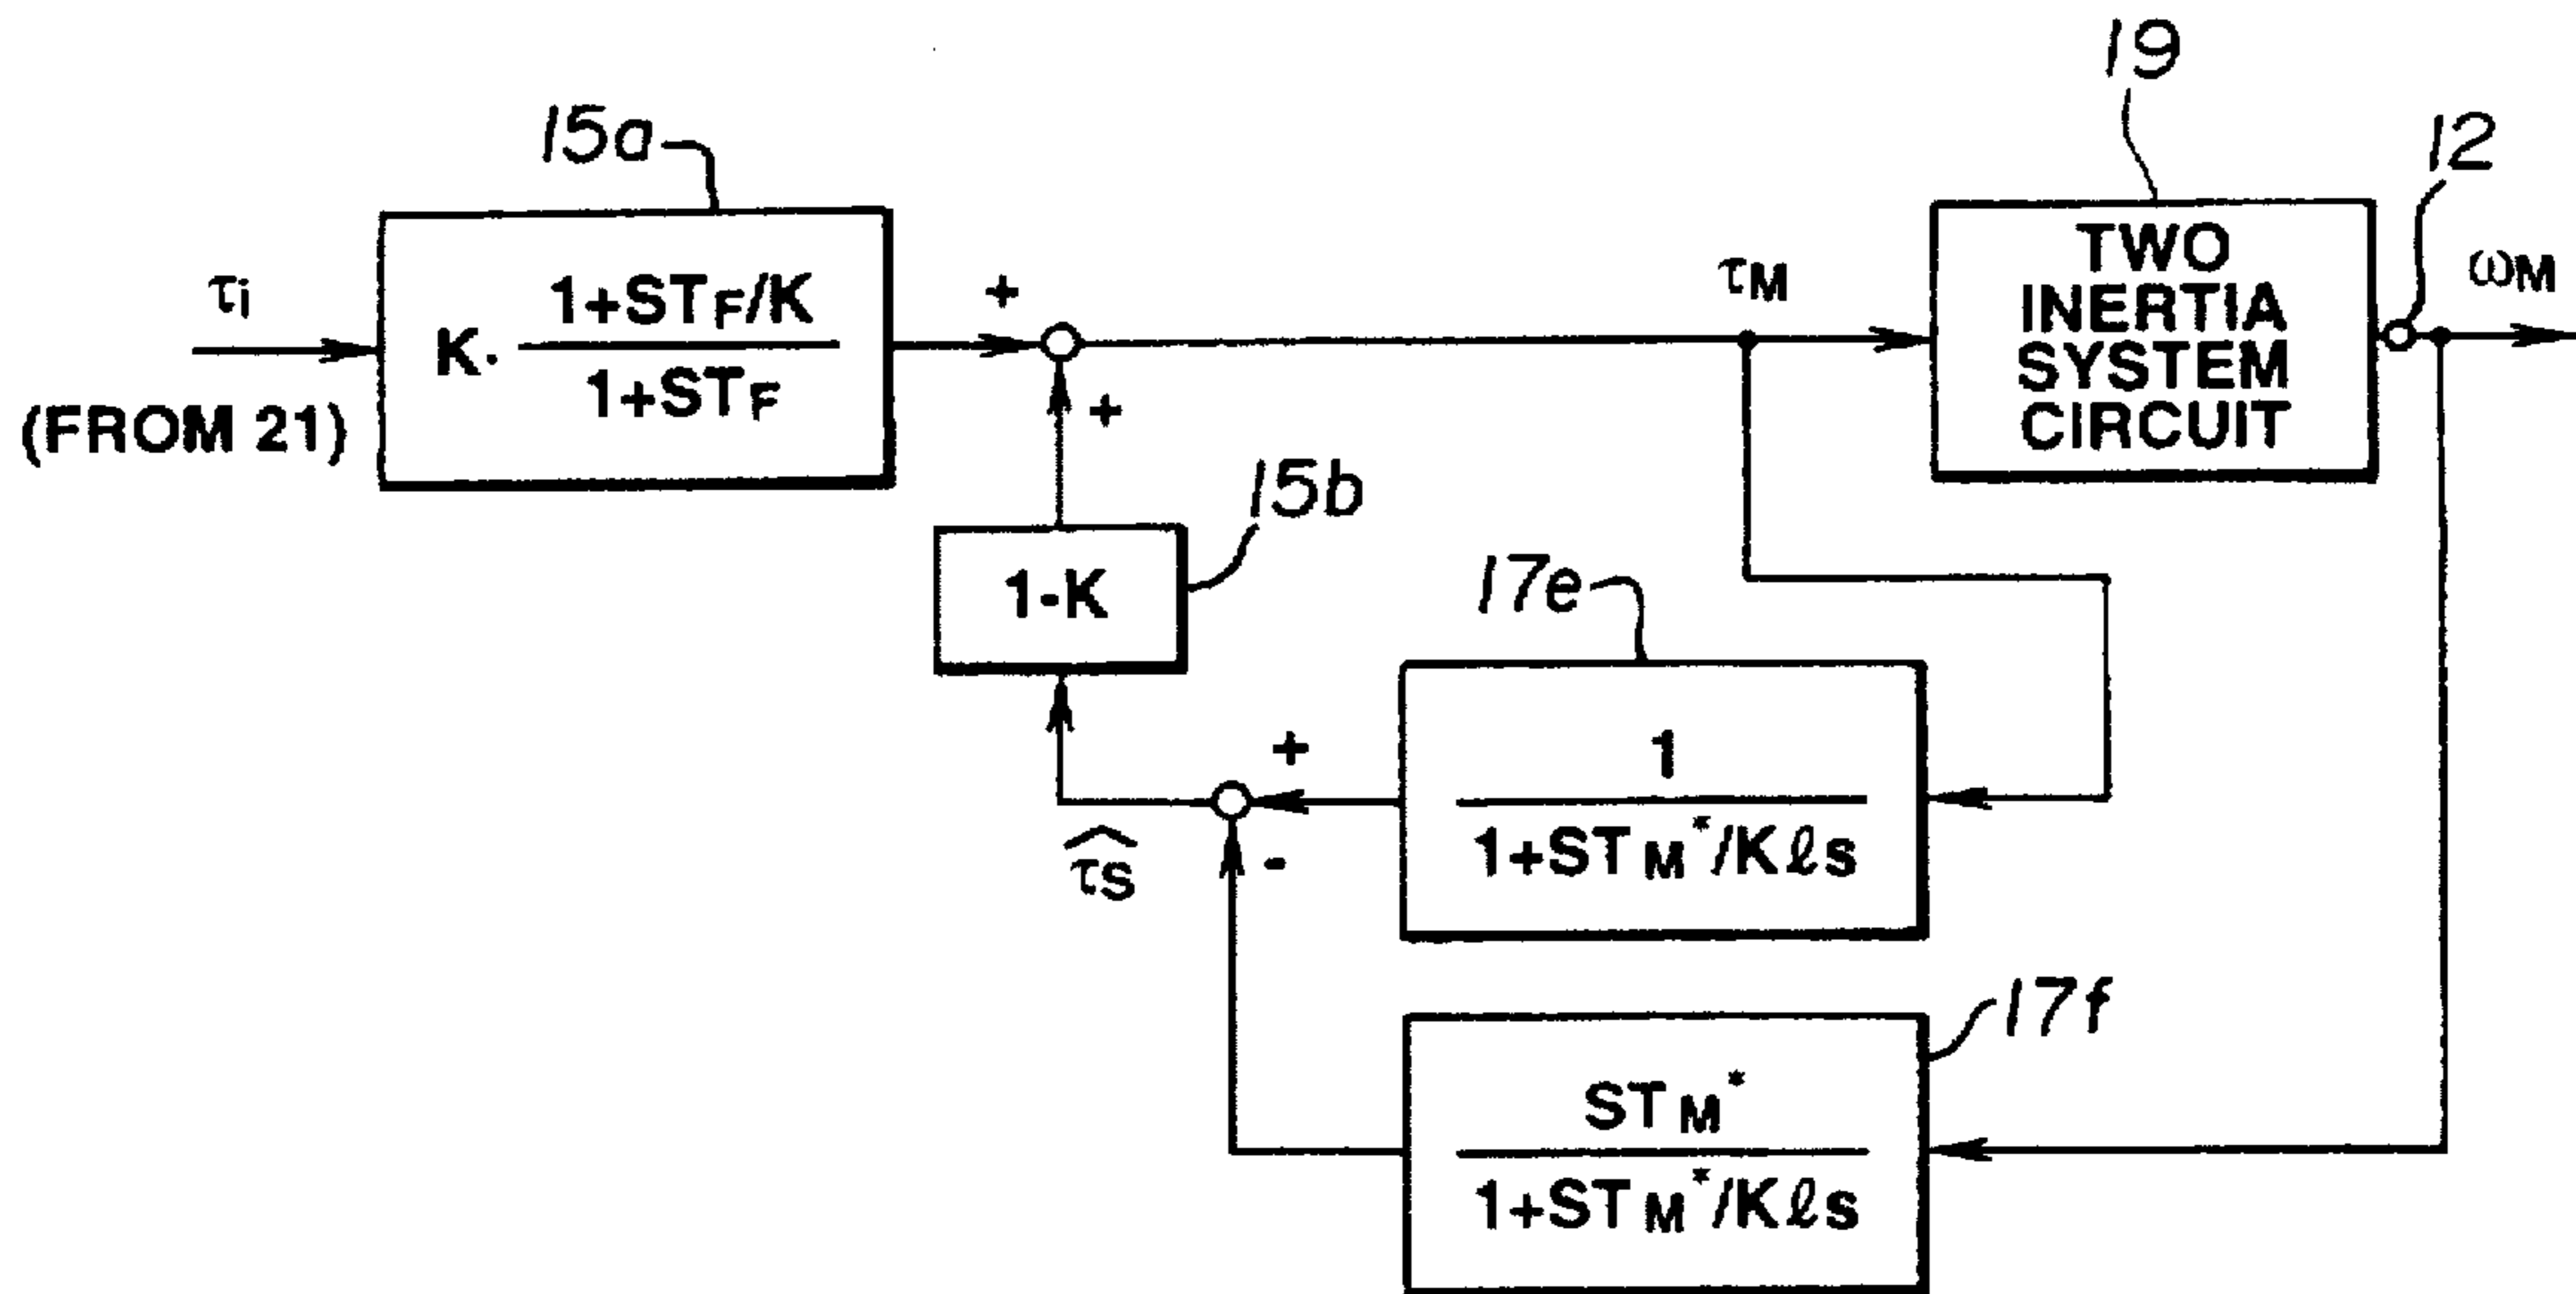 19
12
15a
τi
(FROM 21)
K· 1+STF/K
1+STF
+
+
τM
TWO
INERTIA
SYSTEM
CIRCUIT
ωM
15b
1-K
17e
1
1+STM*/Kℓs
+
-
τ̂S
17f
STM*
1+STM*/Kℓs